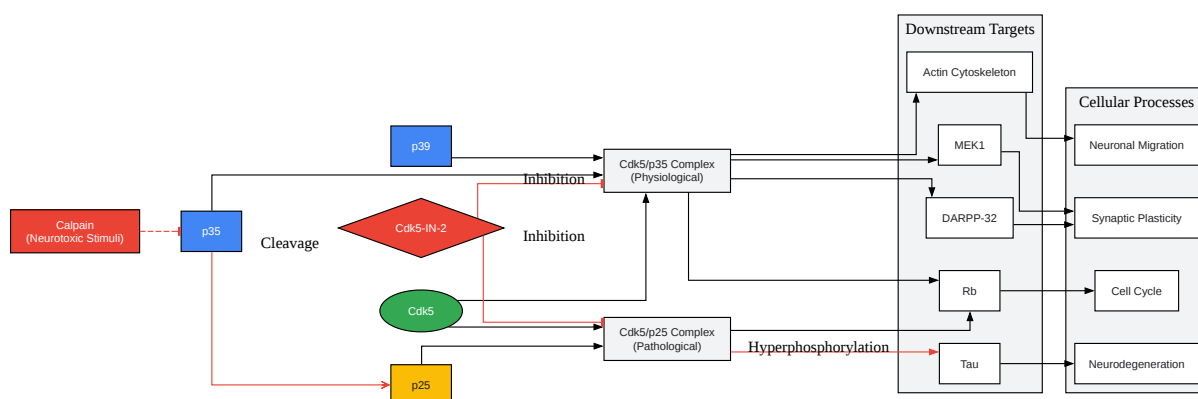 Downstream Targets
Actin Cytoskeleton
Cellular Processes
p39
MEK1
Neuronal Migration
Cdk5/p35 Complex
(Physiological)
Inhibition
Calpain
(Neurotoxic Stimuli)
p35
Cleavage
Cdk5-IN-2
Inhibition
DARPP-32
Synaptic Plasticity
Cdk5
Rb
Cell Cycle
Cdk5/p25 Complex
(Pathological)
Hyperphosphorylation
Tau
Neurodegeneration
p25